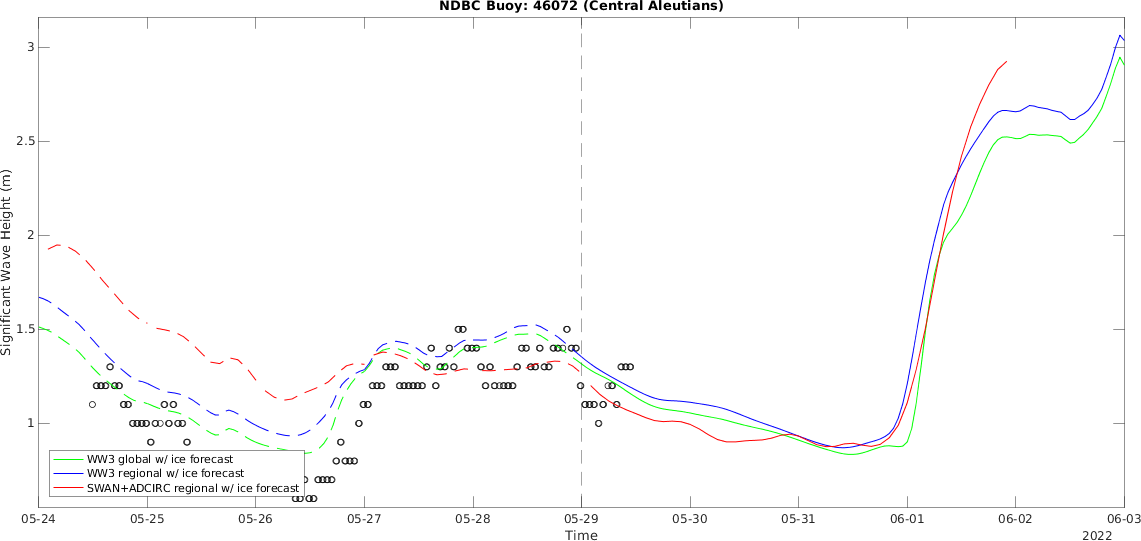 NDBC Buoy: 46072 (Central Aleutians)
Significant Wave Height (m)
3
2.5
2
1.5
1
WW3 global w/ ice forecast
WW3 regional w/ ice forecast
SWAN+ADCIRC regional w/ ice forecast
05-24 05-25 05-26 05-27 05-28 05-29 05-30 05-31 06-01 06-02 06-03
Time
2022